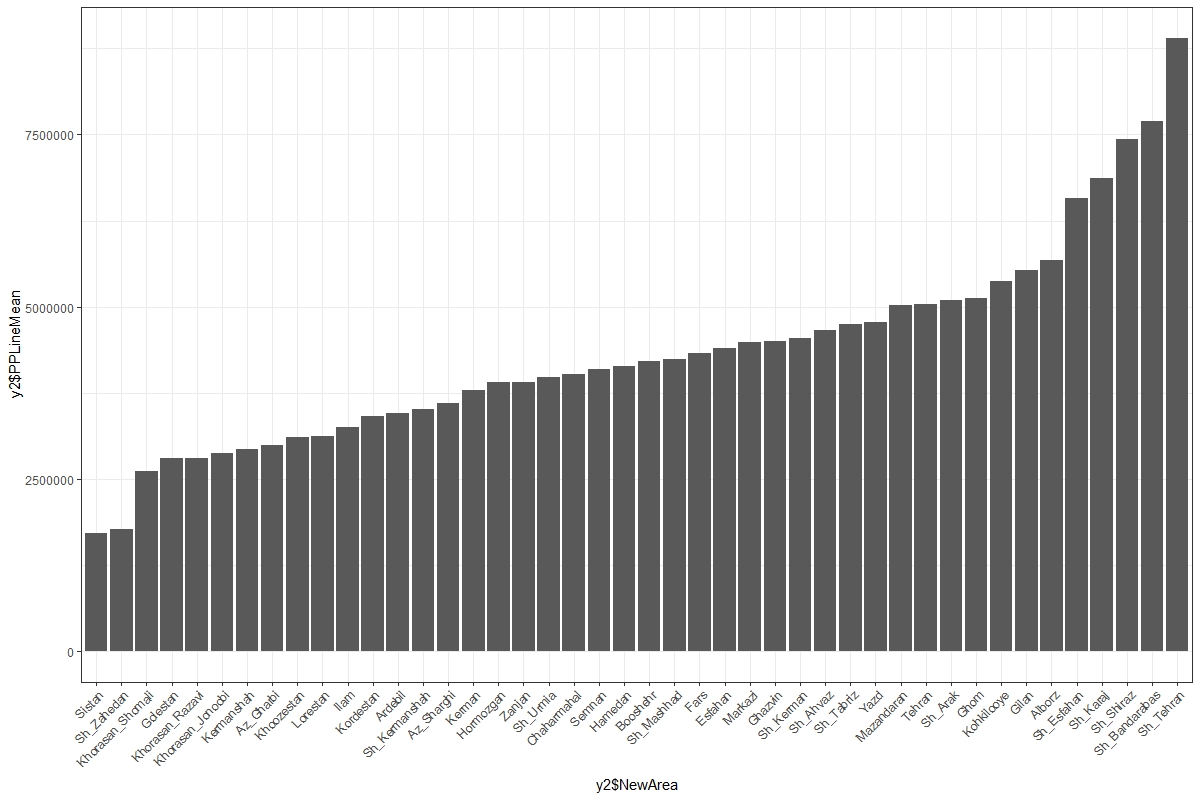 y2$PPLineMean
7500000
5000000
2500000
0
Sistan
Sh_Zahedan
Khorasan_Shomali
Golestan
Khorasan_Razavi
Khorasan_Jonoobi
Kermanshah
Az_Gharbi
Khoozestan
Lorestan
Ilam
Kordestan
Ardebil
Sh_Kermanshah
Az_Sharghi
Kerman
Hormozgan
Zanjan
Sh_Urmia
Chaharmahal
Semnan
Hamedan
Booshehr
Sh_Mashhad
Fars
Esfahan
Markazi
Ghazvin
Sh_Kerman
Sh_Ahvaz
Sh_Tabriz
Yazd
Mazandaran
Tehran
Sh_Arak
Ghom
Kohkilooye
Gilan
Alborz
Sh_Esfahan
Sh_Karaj
Sh_Shiraz
Sh_Bandarabas
Sh_Tehran
y2$NewArea